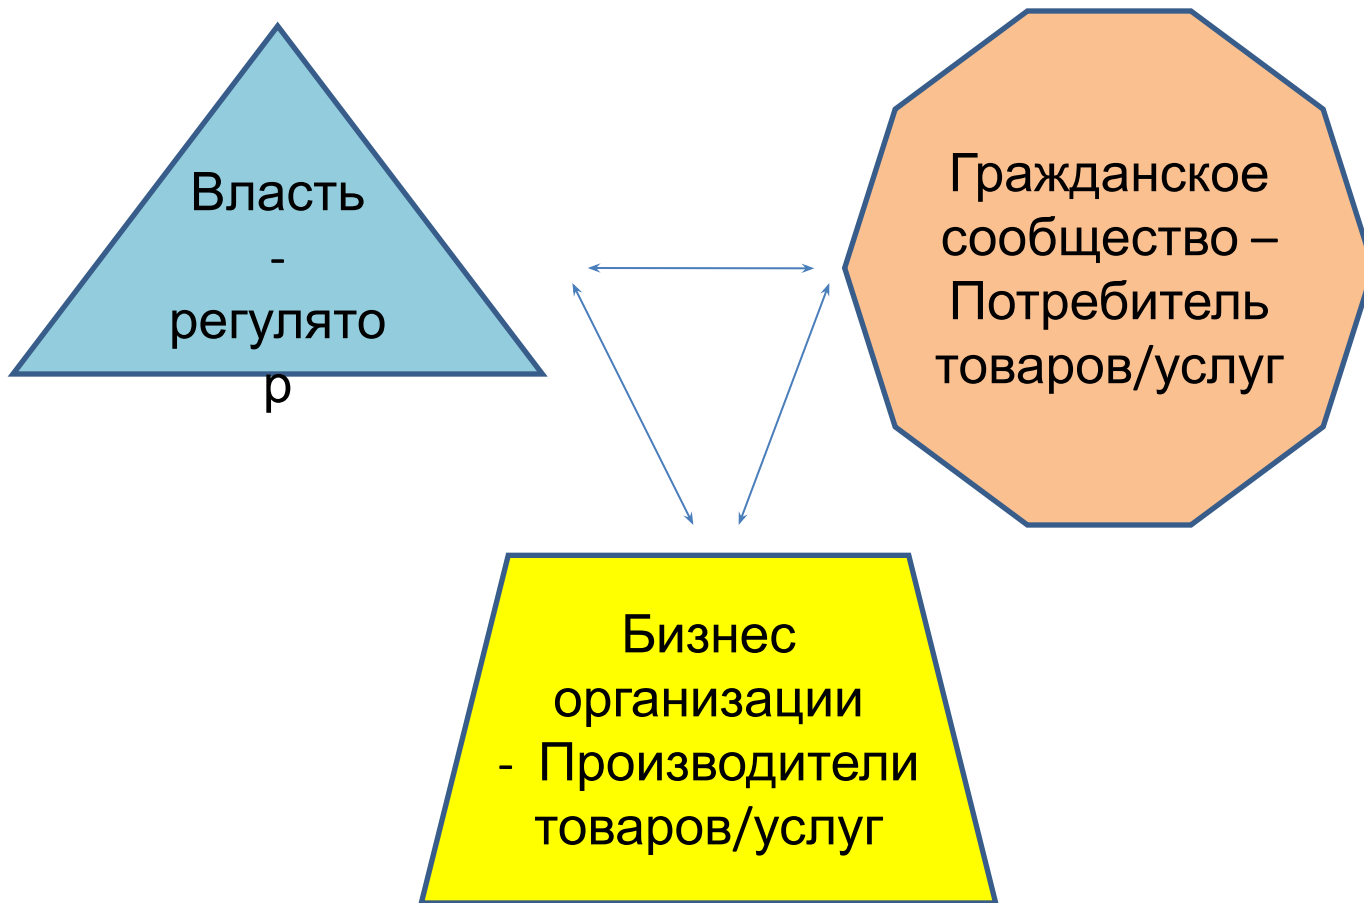 Власть
-
регулято
р
Гражданское
сообщество –
Потребитель
товаров/услуг
Бизнес
организации
- Производители
товаров/услуг